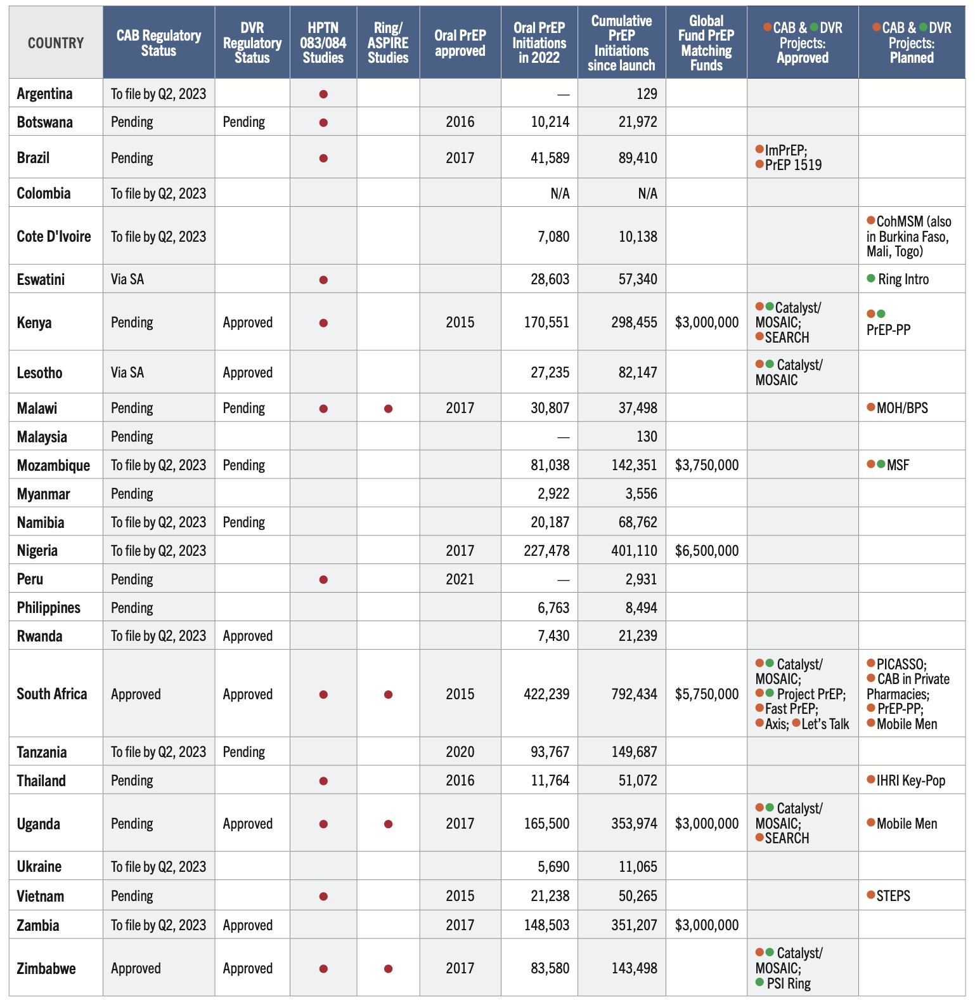 COUNTRY
CAB Regulatory
Status
DVR
Regulatory
Status
HPTN
083/084
Studies
Ring/
ASPIRE
Studies
Oral PrEP
approved
Oral PrEP
Initiations
in 2022
Cumulative
PrEP
Initiations
since launch
Global
Fund PrEP
Matching
Funds
CAB & DVR
Projects:
Approved
CAB & DVR
Projects:
Planned
Argentina To file by Q2, 2023 — 129
Botswana Pending Pending 2016 10,214 21,972
Brazil Pending 2017 41,589 89,410
ImPrEP;
PrEP 1519
Colombia To file by Q2, 2023 N/A N/A
Cote D'Ivoire To file by Q2, 2023 7,080 10,138
CohMSM (also
in Burkina Faso,
Mali, Togo)
Eswatini Via SA 28,603 57,340 Ring Intro
Kenya Pending Approved 2015 170,551 298,455 $3,000,000
Catalyst/
MOSAIC;
SEARCH
PrEP-PP
Lesotho Via SA Approved 27,235 82,147
Catalyst/
MOSAIC
Malawi Pending Pending 2017 30,807 37,498 MOH/BPS
Malaysia Pending — 130
Mozambique To file by Q2, 2023 Pending 81,038 142,351 $3,750,000 MSF
Myanmar Pending 2,922 3,556
Namibia To file by Q2, 2023 Pending 20,187 68,762
Nigeria To file by Q2, 2023 2017 227,478 401,110 $6,500,000
Peru Pending 2021 — 2,931
Philippines Pending 6,763 8,494
Rwanda To file by Q2, 2023 Approved 7,430 21,239
South Africa Approved Approved 2015 422,239 792,434 $5,750,000
Catalyst/
MOSAIC;
Project PrEP;
Fast PrEP;
Axis; Let's Talk
PICASSO;
CAB in Private
Pharmacies;
PrEP-PP;
Mobile Men
Tanzania To file by Q2, 2023 Pending 2020 93,767 149,687
Thailand Pending 2016 11,764 51,072 IHRI Key-Pop
Uganda Pending Approved 2017 165,500 353,974 $3,000,000
Catalyst/
MOSAIC;
SEARCH
Mobile Men
Ukraine To file by Q2, 2023 5,690 11,065
Vietnam Pending 2015 21,238 50,265 STEPS
Zambia To file by Q2, 2023 Approved 2017 148,503 351,207 $3,000,000
Zimbabwe Approved Approved 2017 83,580 143,498
Catalyst/
MOSAIC;
PSI Ring